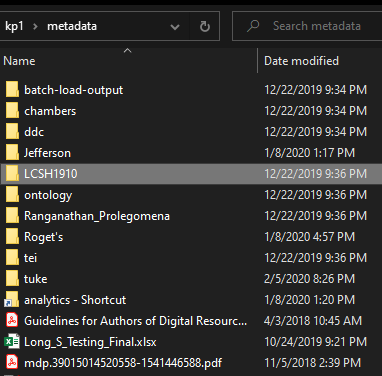 kp1 > metadata Search metadata
Name Date modified
batch-load-output 12/22/2019 9:34 PM
chambers 12/22/2019 9:34 PM
ddc 12/22/2019 9:34 PM
Jefferson 1/8/2020 1:17 PM
LCSH1910 12/22/2019 9:36 PM
ontology 12/22/2019 9:36 PM
Ranganathan_Prolegomena 12/22/2019 9:36 PM
Roget's 1/8/2020 4:57 PM
tei 12/22/2019 9:36 PM
tuke 2/5/2020 8:26 PM
analytics - Shortcut 1/8/2020 1:20 PM
Guidelines for Authors of Digital Resourc... 4/3/2018 10:45 AM
Long_S_Testing_Final.xlsx 10/24/2019 9:21 PM
mdp.39015014520558-1541446588.pdf 11/5/2018 2:39 PM